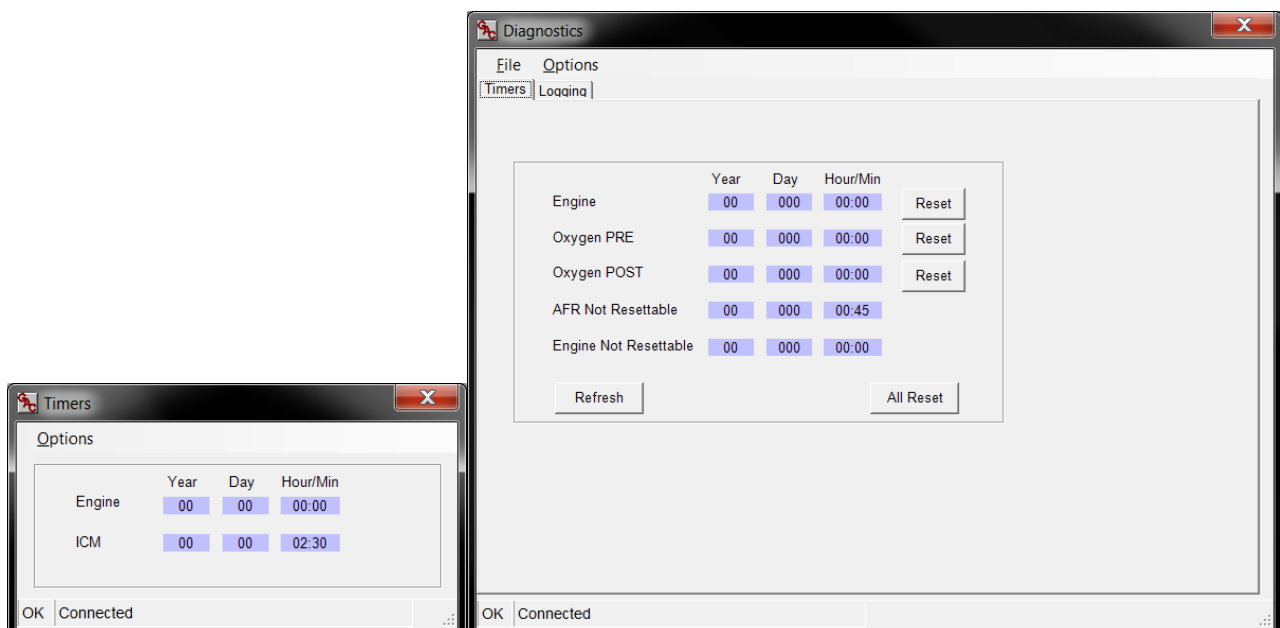 GAC Diagnostics X
File Options
Timers Logging
Year Day Hour/Min
Engine 00 000 00:00 Reset
Oxygen PRE 00 000 00:00 Reset
Oxygen POST 00 000 00:00 Reset
AFR Not Resettable 00 000 00:45
Engine Not Resettable 00 000 00:00
Refresh All Reset
OK Connected
GAC Timers X
Options
Year Day Hour/Min
Engine 00 00 00:00
ICM 00 00 02:30
OK Connected